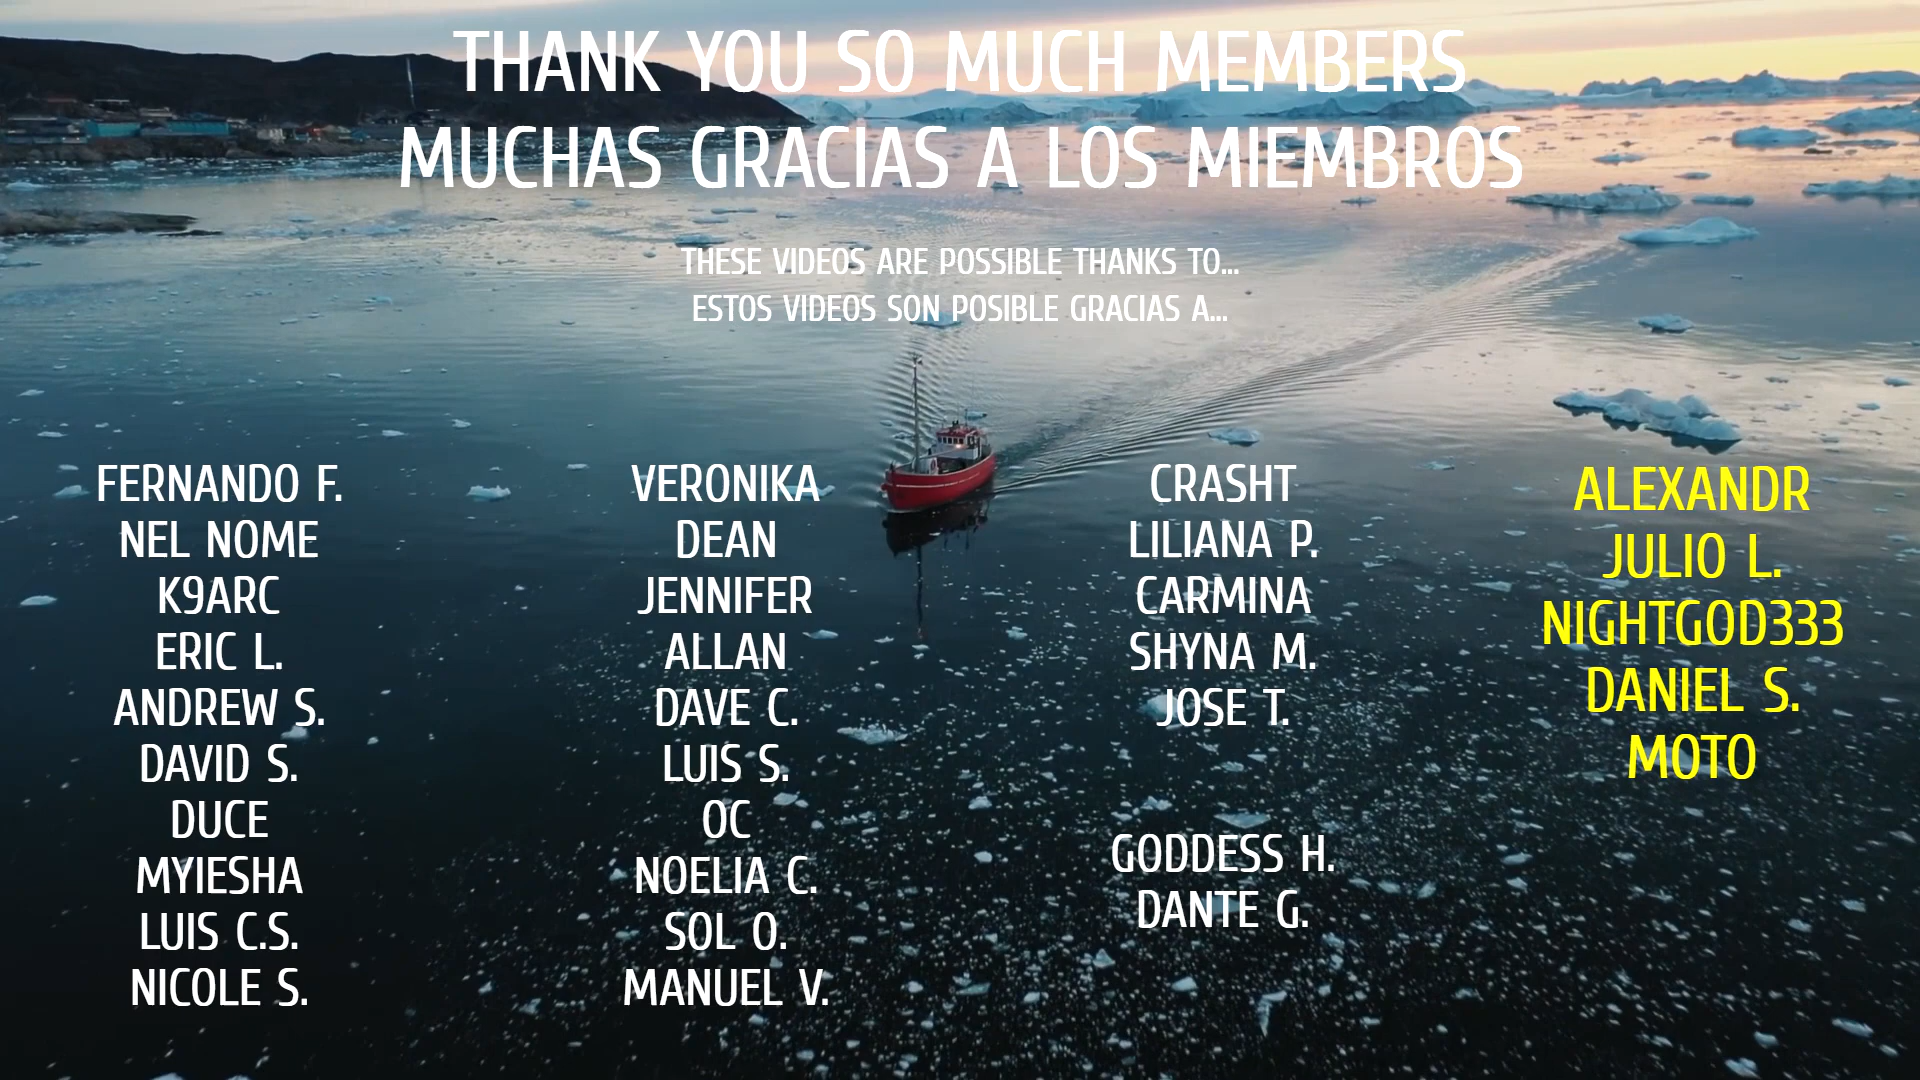 THANK YOU SO MUCH MEMBERS
MUCHAS GRACIAS A LOS MIEMBROS
THESE VIDEOS ARE POSSIBLE THANKS TO...
ESTOS VIDEOS SON POSIBLE GRACIAS A...
FERNANDO F.
NEL NOME
K9ARC
ERIC L.
ANDREW S.
DAVID S.
DUCE
MYIESHA
LUIS C.S.
NICOLE S.
VERONIKA
DEAN
JENNIFER
ALLAN
DAVE C.
LUIS S.
OC
NOELIA C.
SOL O.
MANUEL V.
CRASHT
LILIANA P.
CARMINA
SHYNA M.
JOSE T.
GODDESS H.
DANTE G.
ALEXANDR
JULIO L.
NIGHTGOD333
DANIEL S.
MOTO